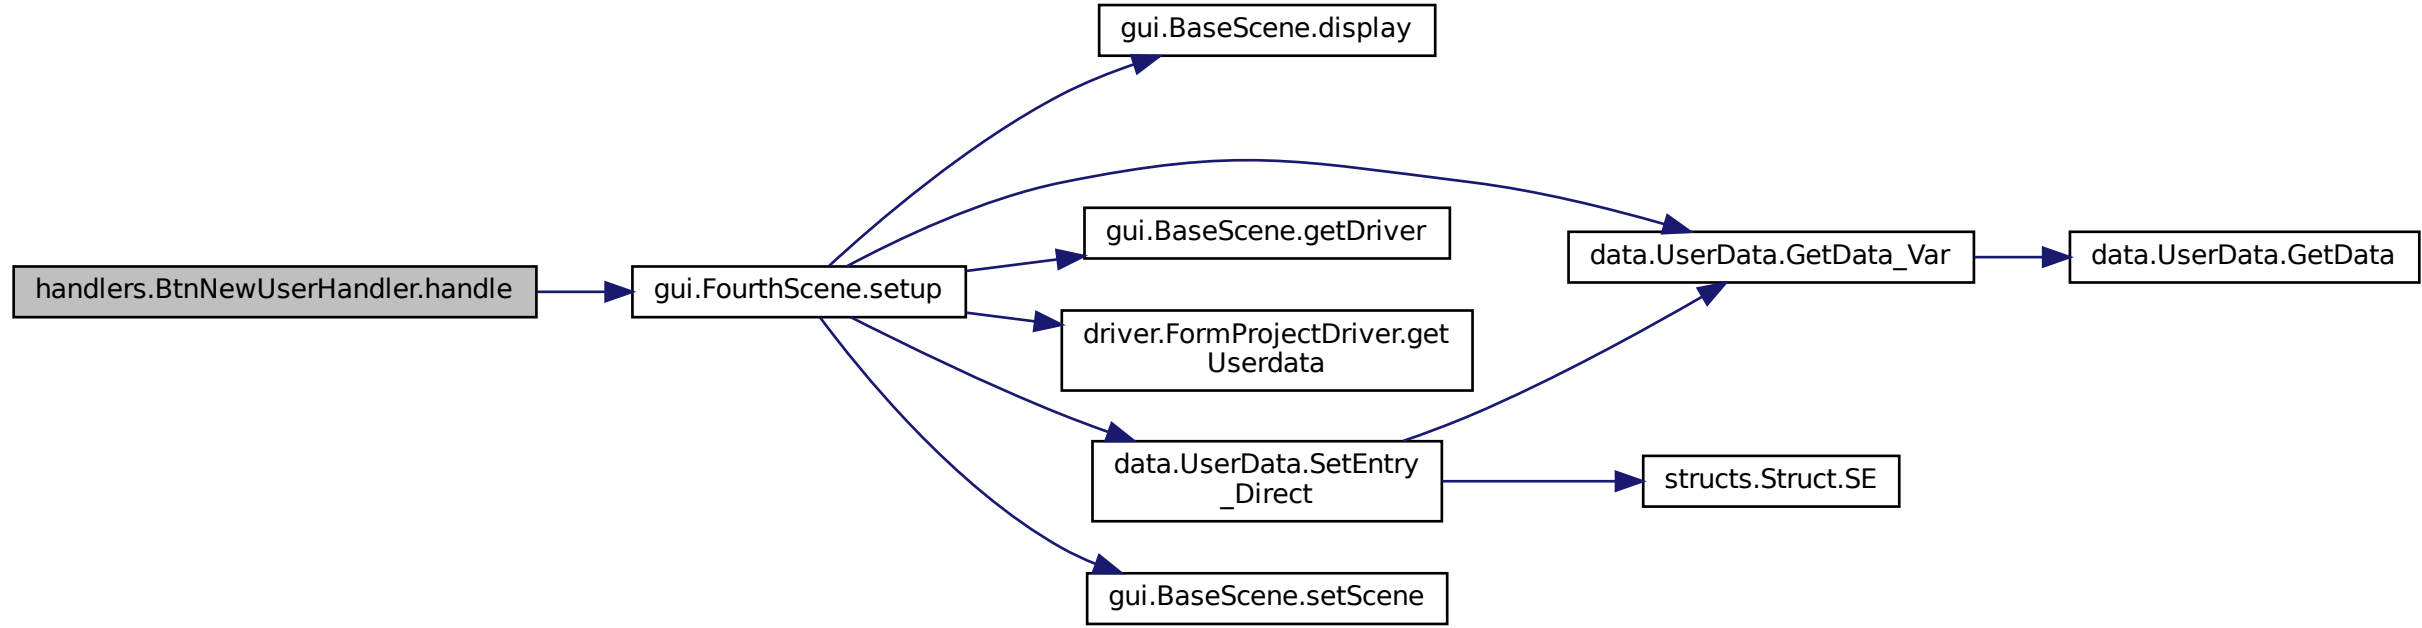 gui.BaseScene.display
gui.BaseScene.getDriver
data.UserData.GetData_Var
data.UserData.GetData
handlers.BtnNewUserHandler.handle
gui.FourthScene.setup
driver.FormProjectDriver.get
Userdata
data.UserData.SetEntry
_Direct
structs.Struct.SE
gui.BaseScene.setScene